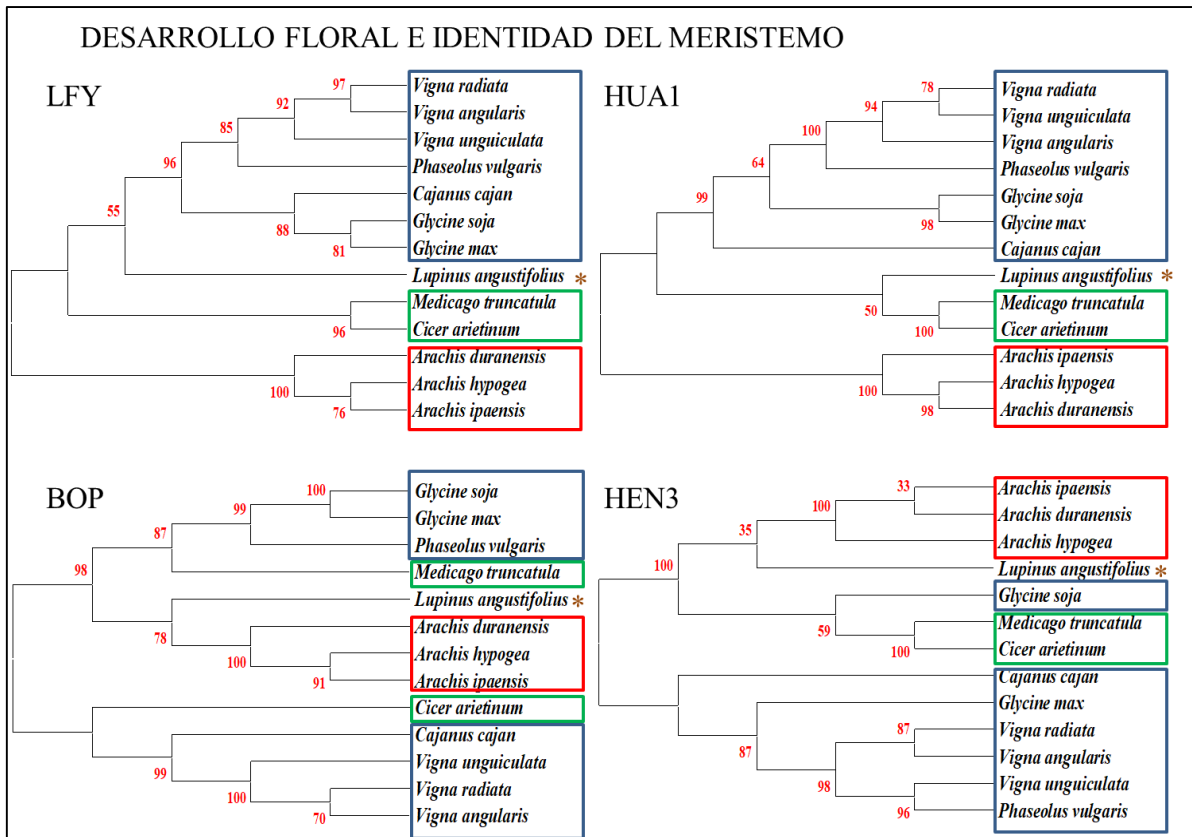 DESARROLLO FLORAL E IDENTIDAD DEL MERISTEMO
LFY
97
92
85
96
55
88
81
96
100
76
Vigna radiata
Vigna angularis
Vigna unguiculata
Phaseolus vulgaris
Cajanus cajan
Glycine soja
Glycine max
Lupinus angustifolius *
Medicago truncatula
Cicer arietinum
Arachis duranensis
Arachis hypogea
Arachis ipaensis
HUA1
78
94
100
64
99
98
50
100
100
98
Vigna radiata
Vigna unguiculata
Vigna angularis
Phaseolus vulgaris
Glycine soja
Glycine max
Cajanus cajan
Lupinus angustifolius *
Medicago truncatula
Cicer arietinum
Arachis ipaensis
Arachis hypogea
Arachis duranensis
BOP
100
99
87
98
78
100
91
99
100
70
Glycine soja
Glycine max
Phaseolus vulgaris
Medicago truncatula
Lupinus angustifolius *
Arachis duranensis
Arachis hypogea
Arachis ipaensis
Cicer arietinum
Cajanus cajan
Vigna unguiculata
Vigna radiata
Vigna angularis
HEN3
33
100
35
100
59
100
87
87
98
96
Arachis ipaensis
Arachis duranensis
Arachis hypogea
Lupinus angustifolius *
Glycine soja
Medicago truncatula
Cicer arietinum
Cajanus cajan
Glycine max
Vigna radiata
Vigna angularis
Vigna unguiculata
Phaseolus vulgaris